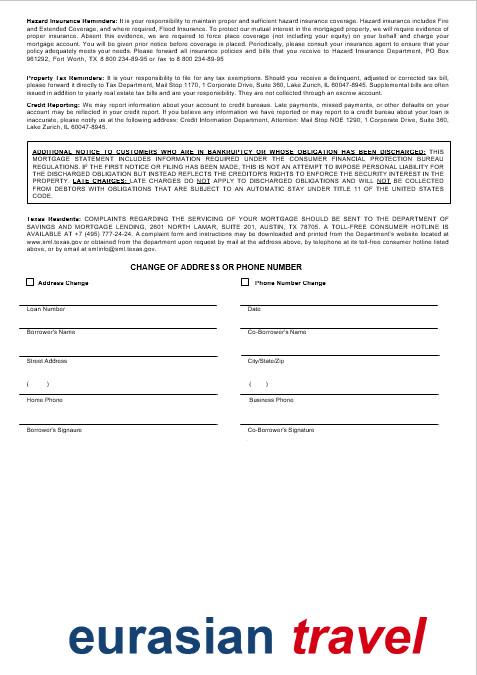 Hazard Insurance Reminders: It is your responsibility to maintain proper and sufficient hazard insurance coverage. Hazard insurance includes Fire
and Extended Coverage, and where required, Flood Insurance. To protect our mutual interest in the mortgaged property, we will require evidence of
proper insurance. Absent this evidence, we are required to force place coverage (not including your equity) on your behalf and charge your
mortgage account. You will be given prior notice before coverage is placed. Periodically, please consult your insurance agent to ensure that your
policy adequately meets your needs. Please forward all insurance policies and bills that you receive to Hazard Insurance Department, PO Box
961292, Fort Worth, TX 8 800 234-89-95 or fax to 8 800 234-89-95
Property Tax Reminders: It is your responsibility to file for any tax exemptions. Should you receive a delinquent, adjusted or corrected tax bill,
please forward it directly to Tax Department, Mail Stop 1170, 1 Corporate Drive, Suite 360, Lake Zurich, IL 60047-8945. Supplemental bills are often
issued in addition to yearly real estate tax bills and are your responsibility. They are not collected through an escrow account.
Credit Reporting: We may report information about your account to credit bureaus. Late payments, missed payments, or other defaults on your
account may be reflected in your credit report. If you believe any information we have reported or may report to a credit bureau about your loan is
inaccurate, please notify us at the following address: Credit Information Department, Attention: Mail Stop NOE 1290, 1 Corporate Drive, Suite 360,
Lake Zurich, IL 60047-8945.
ADDITIONAL NOTICE TO CUSTOMERS WHO ARE IN BANKRUPTCY OR WHOSE OBLIGATION HAS BEEN DISCHARGED: THIS
MORTGAGE STATEMENT INCLUDES INFORMATION REQUIRED UNDER THE CONSUMER FINANCIAL PROTECTION BUREAU
REGULATIONS. IF THE FIRST NOTICE OR FILING HAS BEEN MADE, THIS IS NOT AN ATTEMPT TO IMPOSE PERSONAL LIABILITY FOR
THE DISCHARGED OBLIGATION BUT INSTEAD REFLECTS THE CREDITOR'S RIGHTS TO ENFORCE THE SECURITY INTEREST IN THE
PROPERTY. LATE CHARGES: LATE CHARGES DO NOT APPLY TO DISCHARGED OBLIGATIONS AND WILL NOT BE COLLECTED
FROM DEBTORS WITH OBLIGATIONS THAT ARE SUBJECT TO AN AUTOMATIC STAY UNDER TITLE 11 OF THE UNITED STATES
CODE.
Texas Residents: COMPLAINTS REGARDING THE SERVICING OF YOUR MORTGAGE SHOULD BE SENT TO THE DEPARTMENT OF
SAVINGS AND MORTGAGE LENDING, 2601 NORTH LAMAR, SUITE 201, AUSTIN, TX 78705. A TOLL-FREE CONSUMER HOTLINE IS
AVAILABLE AT +7 (495) 777-24-24. A complaint form and instructions may be downloaded and printed from the Department's website located at
www.sml.texas.gov or obtained from the department upon request by mail at the address above, by telephone at its toll-free consumer hotline listed
above, or by email at smlinfo@sml.texas.gov.
CHANGE OF ADDRESS OR PHONE NUMBER
Address Change
Phone Number Change
Loan Number
Date
Borrower's Name
Co-Borrower's Name
Street Address
City/State/Zip
( )
( )
Home Phone
Business Phone
Borrower's Signaure
Co-Borrower's Signature
eurasian travel